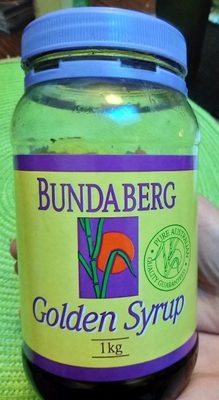 BUNDABERG
PURE AUSTRALIAN
QUALITY GUARANTEED
Golden Syrup
1kg